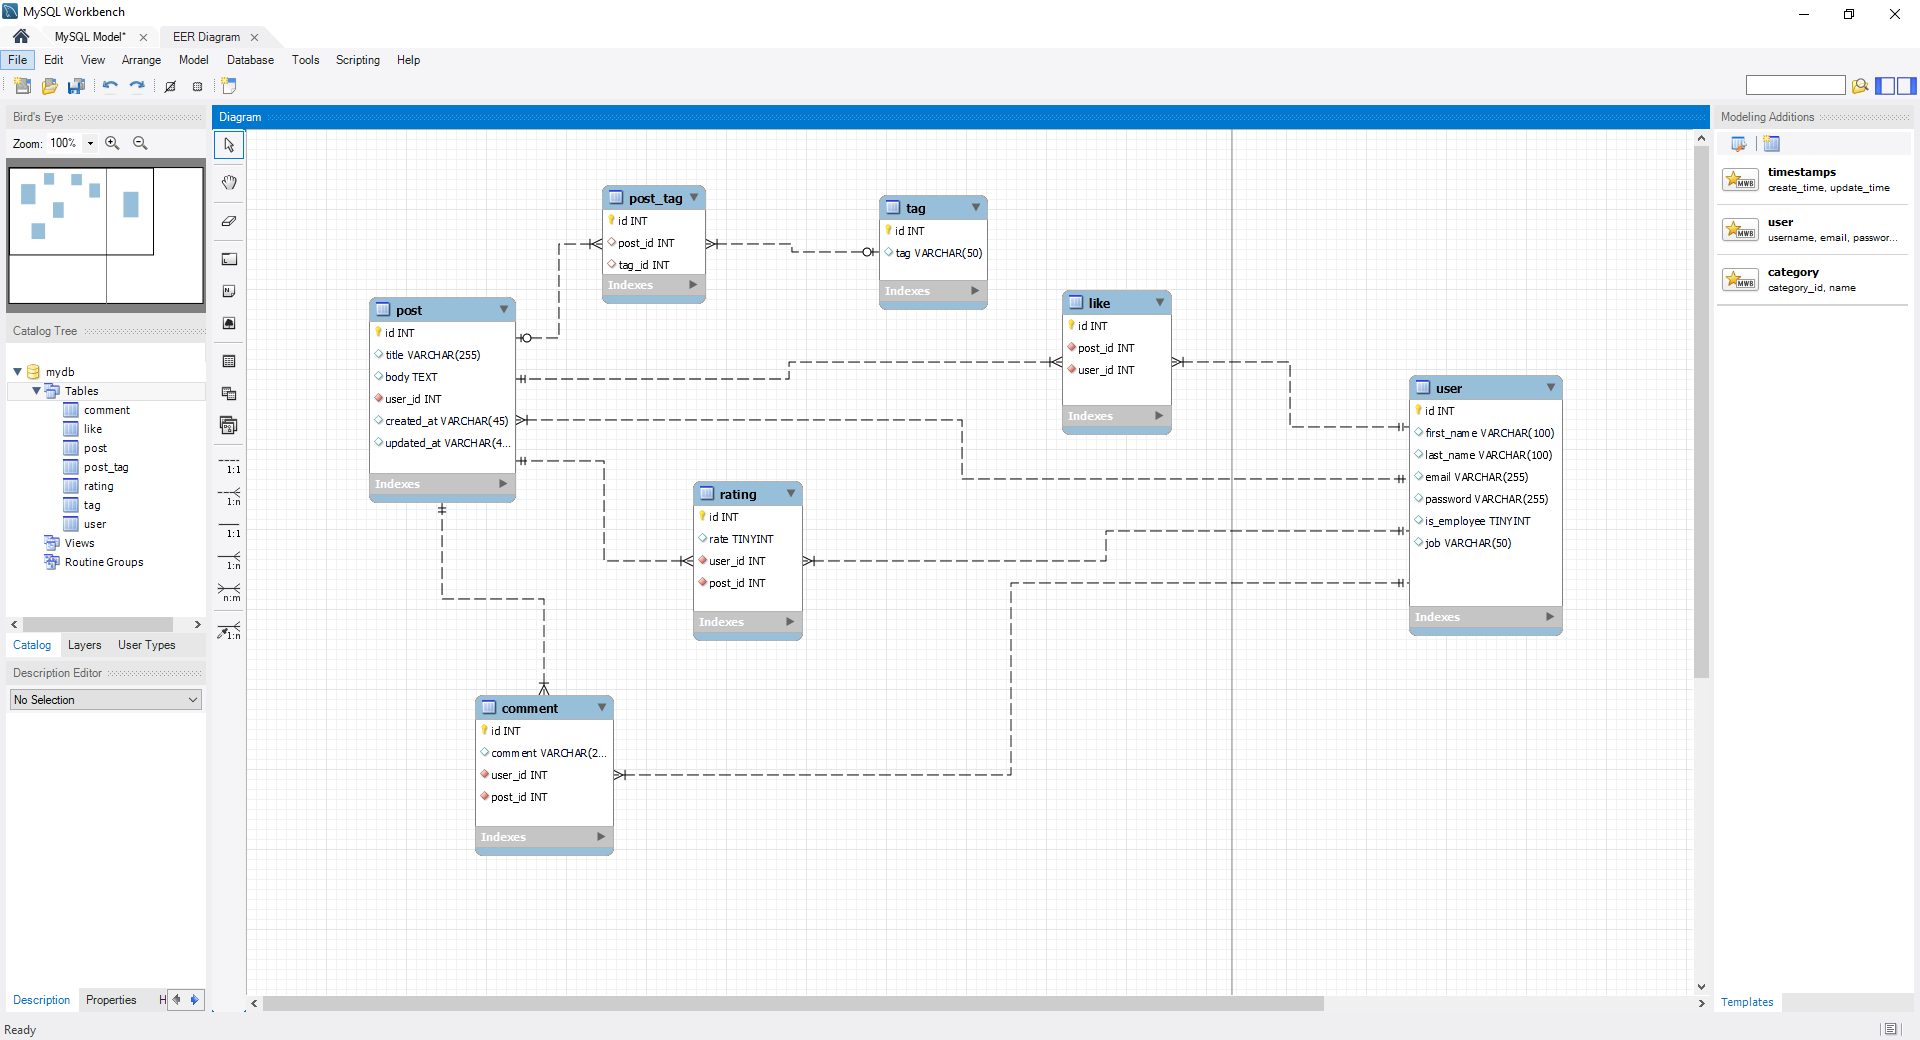 MySQL Workbench
MySQL Model*
EER Diagram
File Edit View Arrange Model Database Tools Scripting Help
Bird's Eye
Zoom: 100%
Catalog Tree
mydb
Tables
comment
like
post
post_tag
rating
tag
user
Views
Routine Groups
Catalog Layers User Types
Description Editor
No Selection
Description Properties H
Ready
Diagram
1:1
1:n
1:1
1:n
n:m
1:n
post_tag
id INT
post_id INT
tag_id INT
Indexes
tag
id INT
tag VARCHAR(50)
Indexes
post
id INT
title VARCHAR(255)
body TEXT
user_id INT
created_at VARCHAR(45)
updated_at VARCHAR(4...
Indexes
like
id INT
post_id INT
user_id INT
Indexes
user
id INT
first_name VARCHAR(100)
last_name VARCHAR(100)
email VARCHAR(255)
password VARCHAR(255)
is_employee TINYINT
job VARCHAR(50)
Indexes
rating
id INT
rate TINYINT
user_id INT
post_id INT
Indexes
comment
id INT
comment VARCHAR(2...
user_id INT
post_id INT
Indexes
Modeling Additions
MWB
timestamps
create_time, update_time
MWB
user
username, email, passwor...
MWB
category
category_id, name
Templates